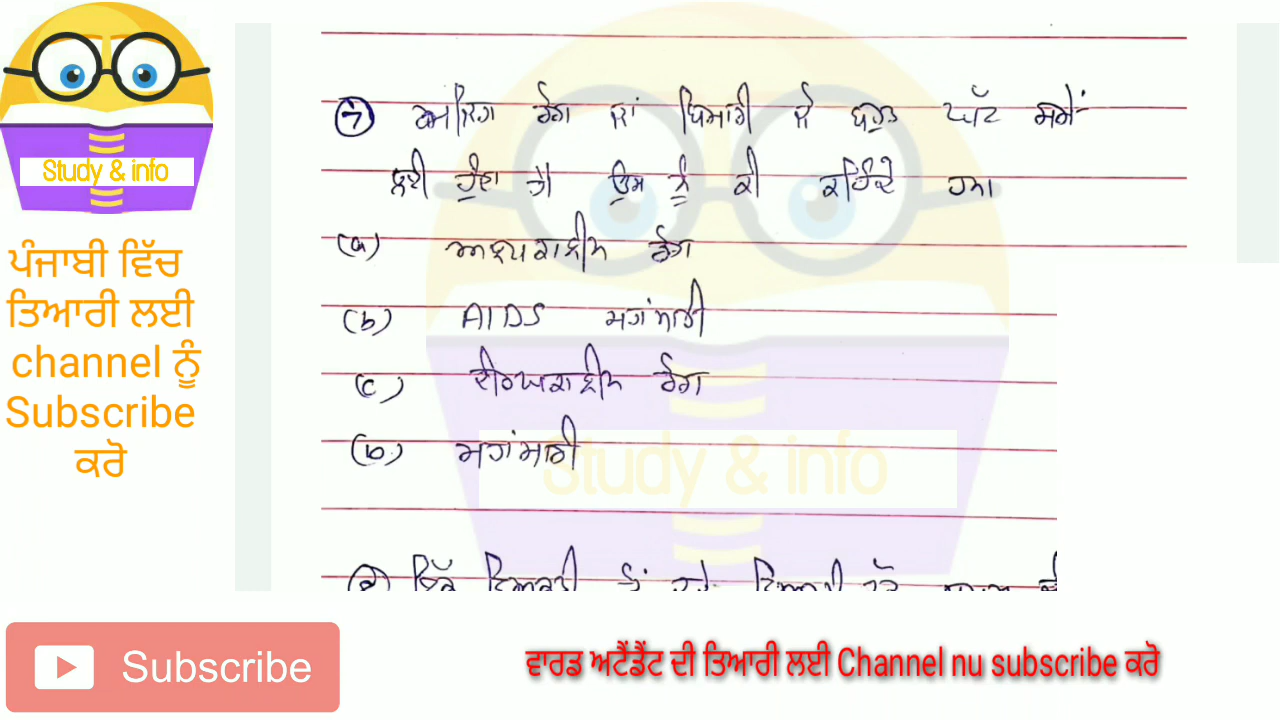 Study & info
ਪੰਜਾਬੀ ਵਿੱਚ
ਤਿਆਰੀ ਲਈ
channel ਨੂੰ
Subscribe
ਕਰੋ
7 ਰੋਗ ਜਾਂ ਬਿਮਾਰੀ ਜੋ ਬਹੁਤ ਘੱਟ ਸਮੇਂ
ਲਈ ਹੁੰਦਾ ਹੈ ਉਸ ਨੂੰ ਕੀ ਕਹਿੰਦੇ ਹਨ।
(a) ਅਲਪਕਾਲੀਨ ਰੋਗ
(b) AIDS ਮਹਾਂਮਾਰੀ
(c) ਦੀਰਘਕਾਲੀਨ ਰੋਗ
(D) ਮਹਾਂਮਾਰੀ
Study & info
Subscribe
ਵਾਰਡ ਅਟੈਂਡੈਂਟ ਦੀ ਤਿਆਰੀ ਲਈ Channel nu subscribe ਕਰੋ